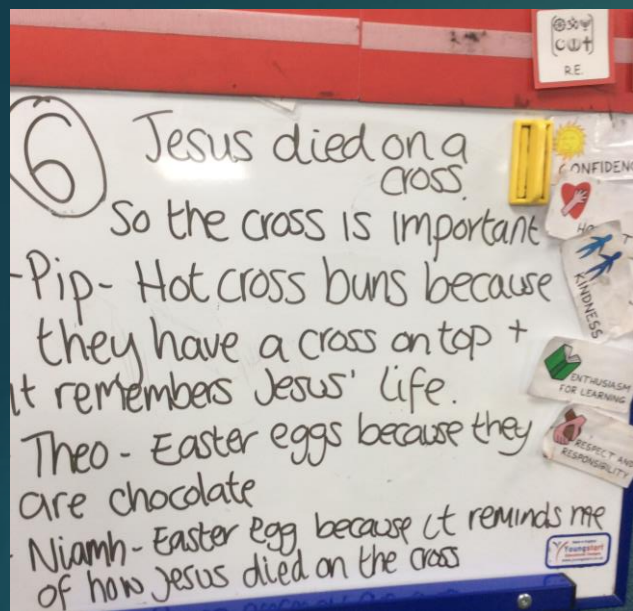 R.E.
6
Jesus died on a
cross.
So the cross is important
-Pip- Hot cross buns because
they have a cross on top +
it remembers Jesus' life.
Theo - Easter eggs because they
are chocolate
Niamh- Easter egg because it reminds me
of how Jesus died on the cross
CONFIDENC
KINDNESS
ENTHUSIASM
FOR LEARNING
RESPECT AND
RESPONSIBILITY
Youngstart